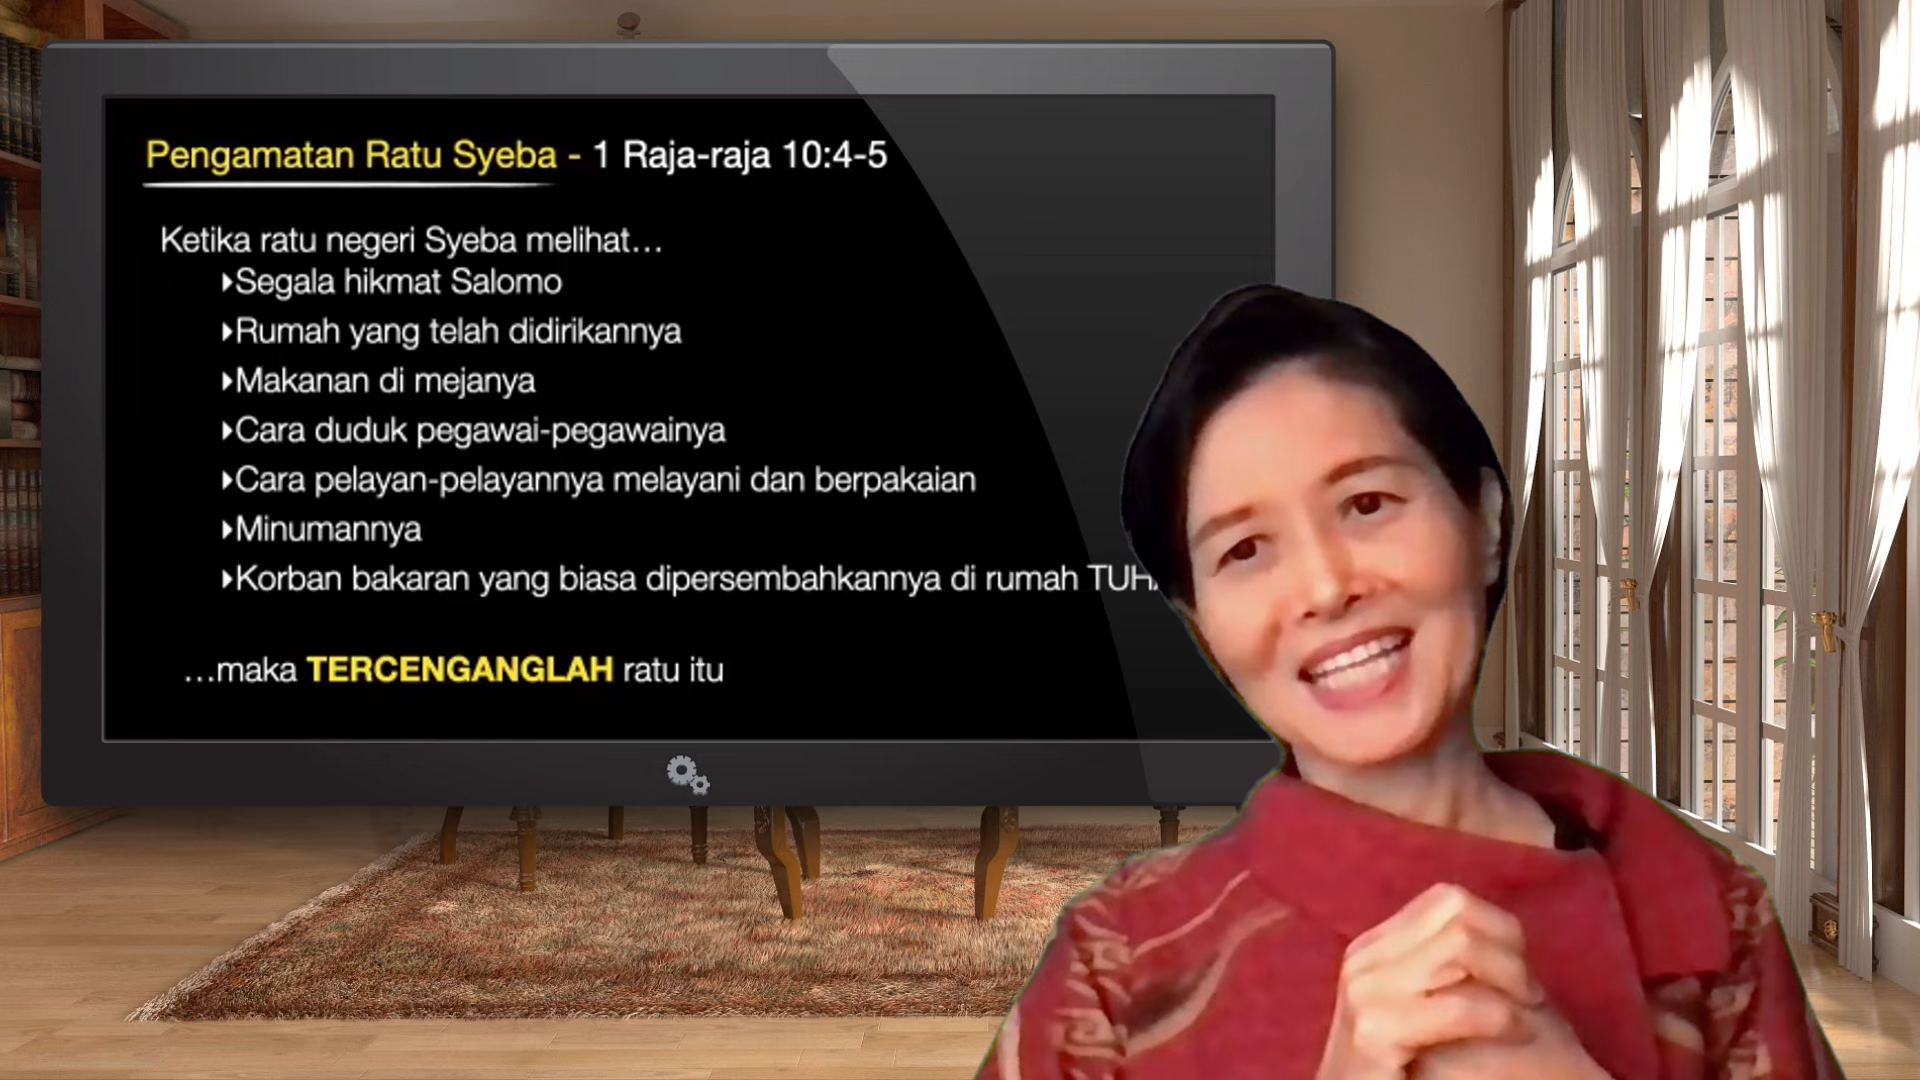 Pengamatan Ratu Syeba - 1 Raja-raja 10:4-5
Ketika ratu negeri Syeba melihat...
▸Segala hikmat Salomo
▸Rumah yang telah didirikannya
▸Makanan di mejanya
▸Cara duduk pegawai-pegawainya
▸Cara pelayan-pelayannya melayani dan berpakaian
▸Minumannya
▸Korban bakaran yang biasa dipersembahkannya di rumah
...maka TERCENGANGLAH ratu itu